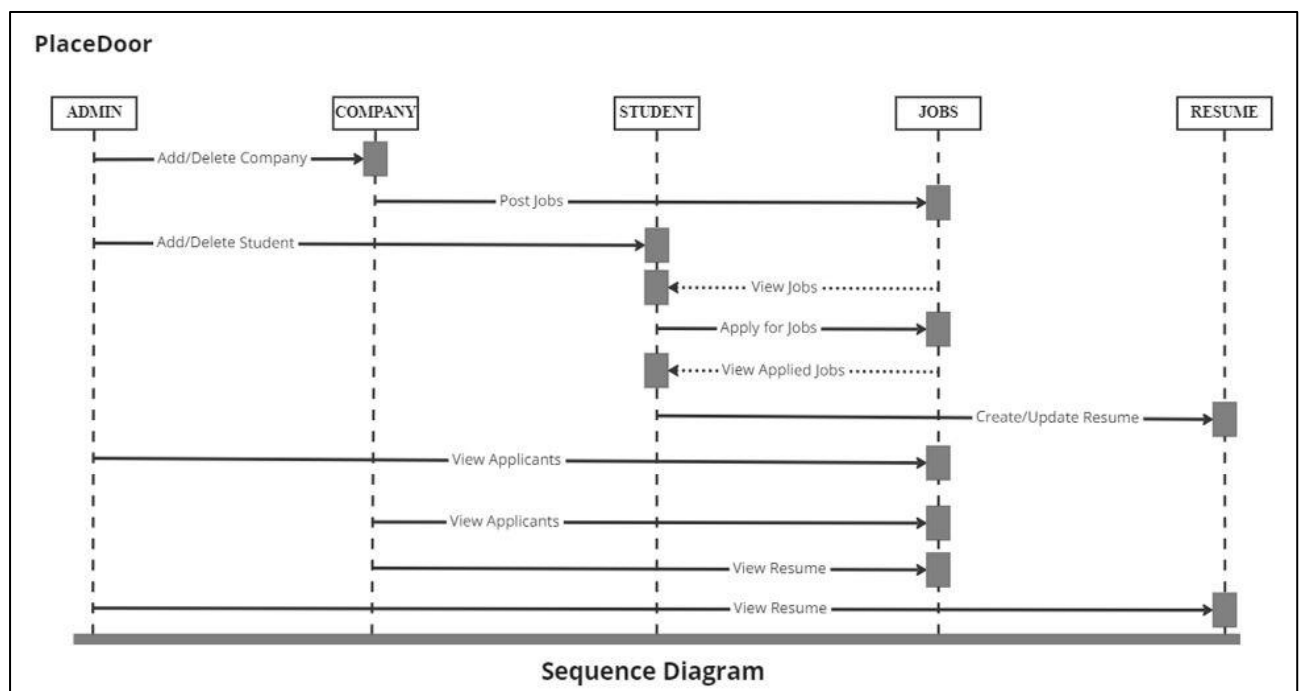 PlaceDoor
ADMIN COMPANY STUDENT JOBS RESUME
Add/Delete Company
Post Jobs
Add/Delete Student
View Jobs
Apply for Jobs
View Applied Jobs
Create/Update Resume
View Applicants
View Applicants
View Resume
View Resume
Sequence Diagram